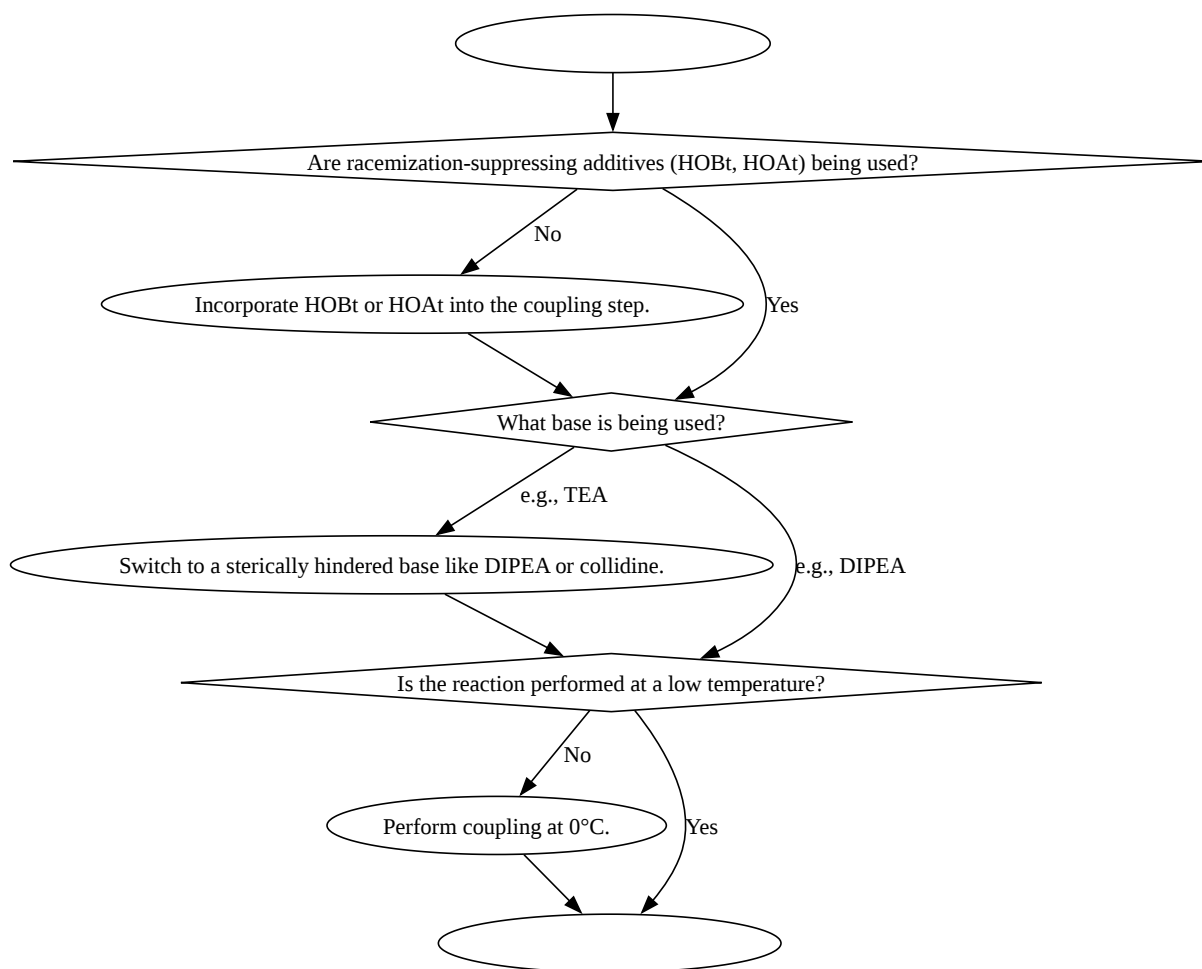 Are racemization-suppressing additives (HOBt, HOAt) being used?
No
Incorporate HOBt or HOAt into the coupling step.
Yes
What base is being used?
e.g., TEA
Switch to a sterically hindered base like DIPEA or collidine.
e.g., DIPEA
Is the reaction performed at a low temperature?
No
Perform coupling at 0°C.
Yes